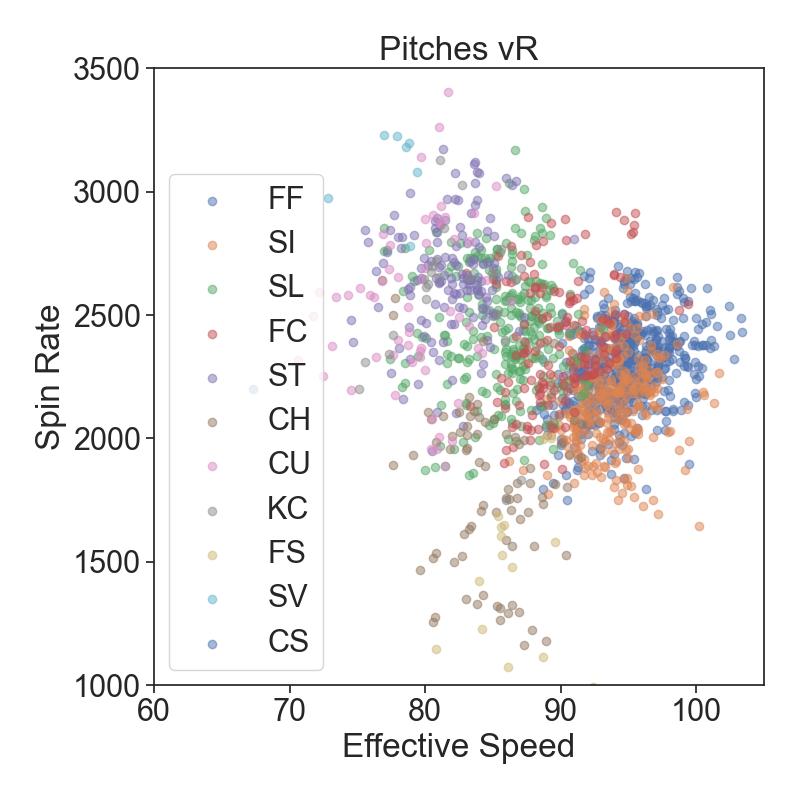 Pitches vR
3500
3000
2500
2000
1500
1000
Spin Rate
FF
SI
SL
FC
ST
CH
CU
KC
FS
SV
CS
60
70
80
90
100
Effective Speed